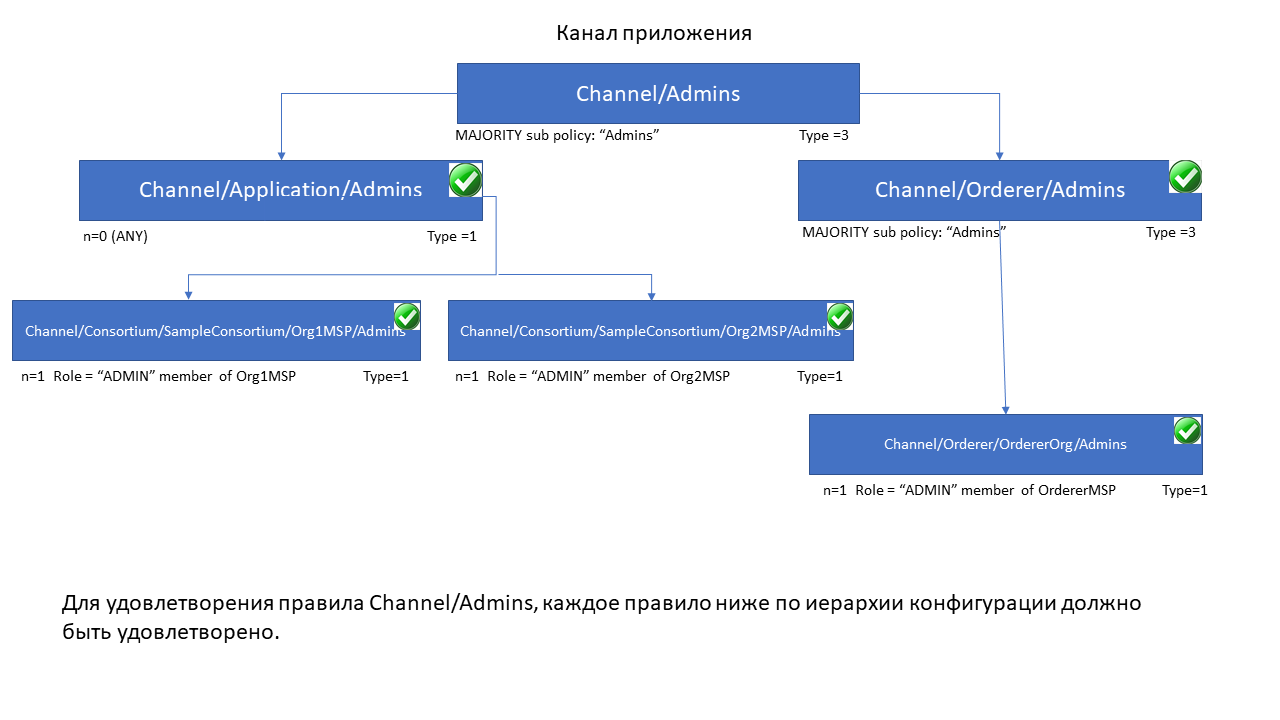 Канал приложения
Channel/Admins
MAJORITY sub policy: “Admins” Type =3
Channel/Application/Admins
Channel/Orderer/Admins
n=0 (ANY) Type =1
MAJORITY sub policy: “Admins” Type =3
Channel/Consortium/SampleConsortium/Org1MSP/Admins
Channel/Consortium/SampleConsortium/Org2MSP/Admins
n=1 Role = “ADMIN” member of Org1MSP Type=1
n=1 Role = “ADMIN” member of Org2MSP Type=1
Channel/Orderer/OrdererOrg/Admins
n=1 Role = “ADMIN” member of OrdererMSP Type=1
Для удовлетворения правила Channel/Admins, каждое правило ниже по иерархии конфигурации должно
быть удовлетворено.